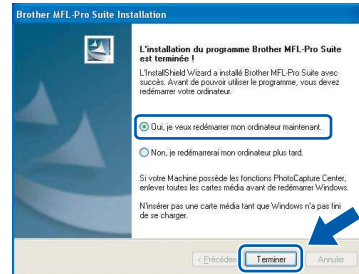 Brother MFL-Pro Suite Installation
L'installation du programme Brother MFL-Pro Suite
est terminée !
L'InstallShield Wizard a installé Brother MFL-Pro Suite avec
succès. Avant de pouvoir utiliser le programme, vous devez
redémarrer votre ordinateur.
Oui, je veux redémarrer mon ordinateur maintenant.
Non, je redémarrerai mon ordinateur plus tard.
Si votre Machine possède les fonctions PhotoCapture Center,
enlever toutes les cartes média avant de redémarrer Windows.
N'insérer pas une carte média tant que Windows n'a pas fini
de se charger.
< Précédent
Terminer
Annuler